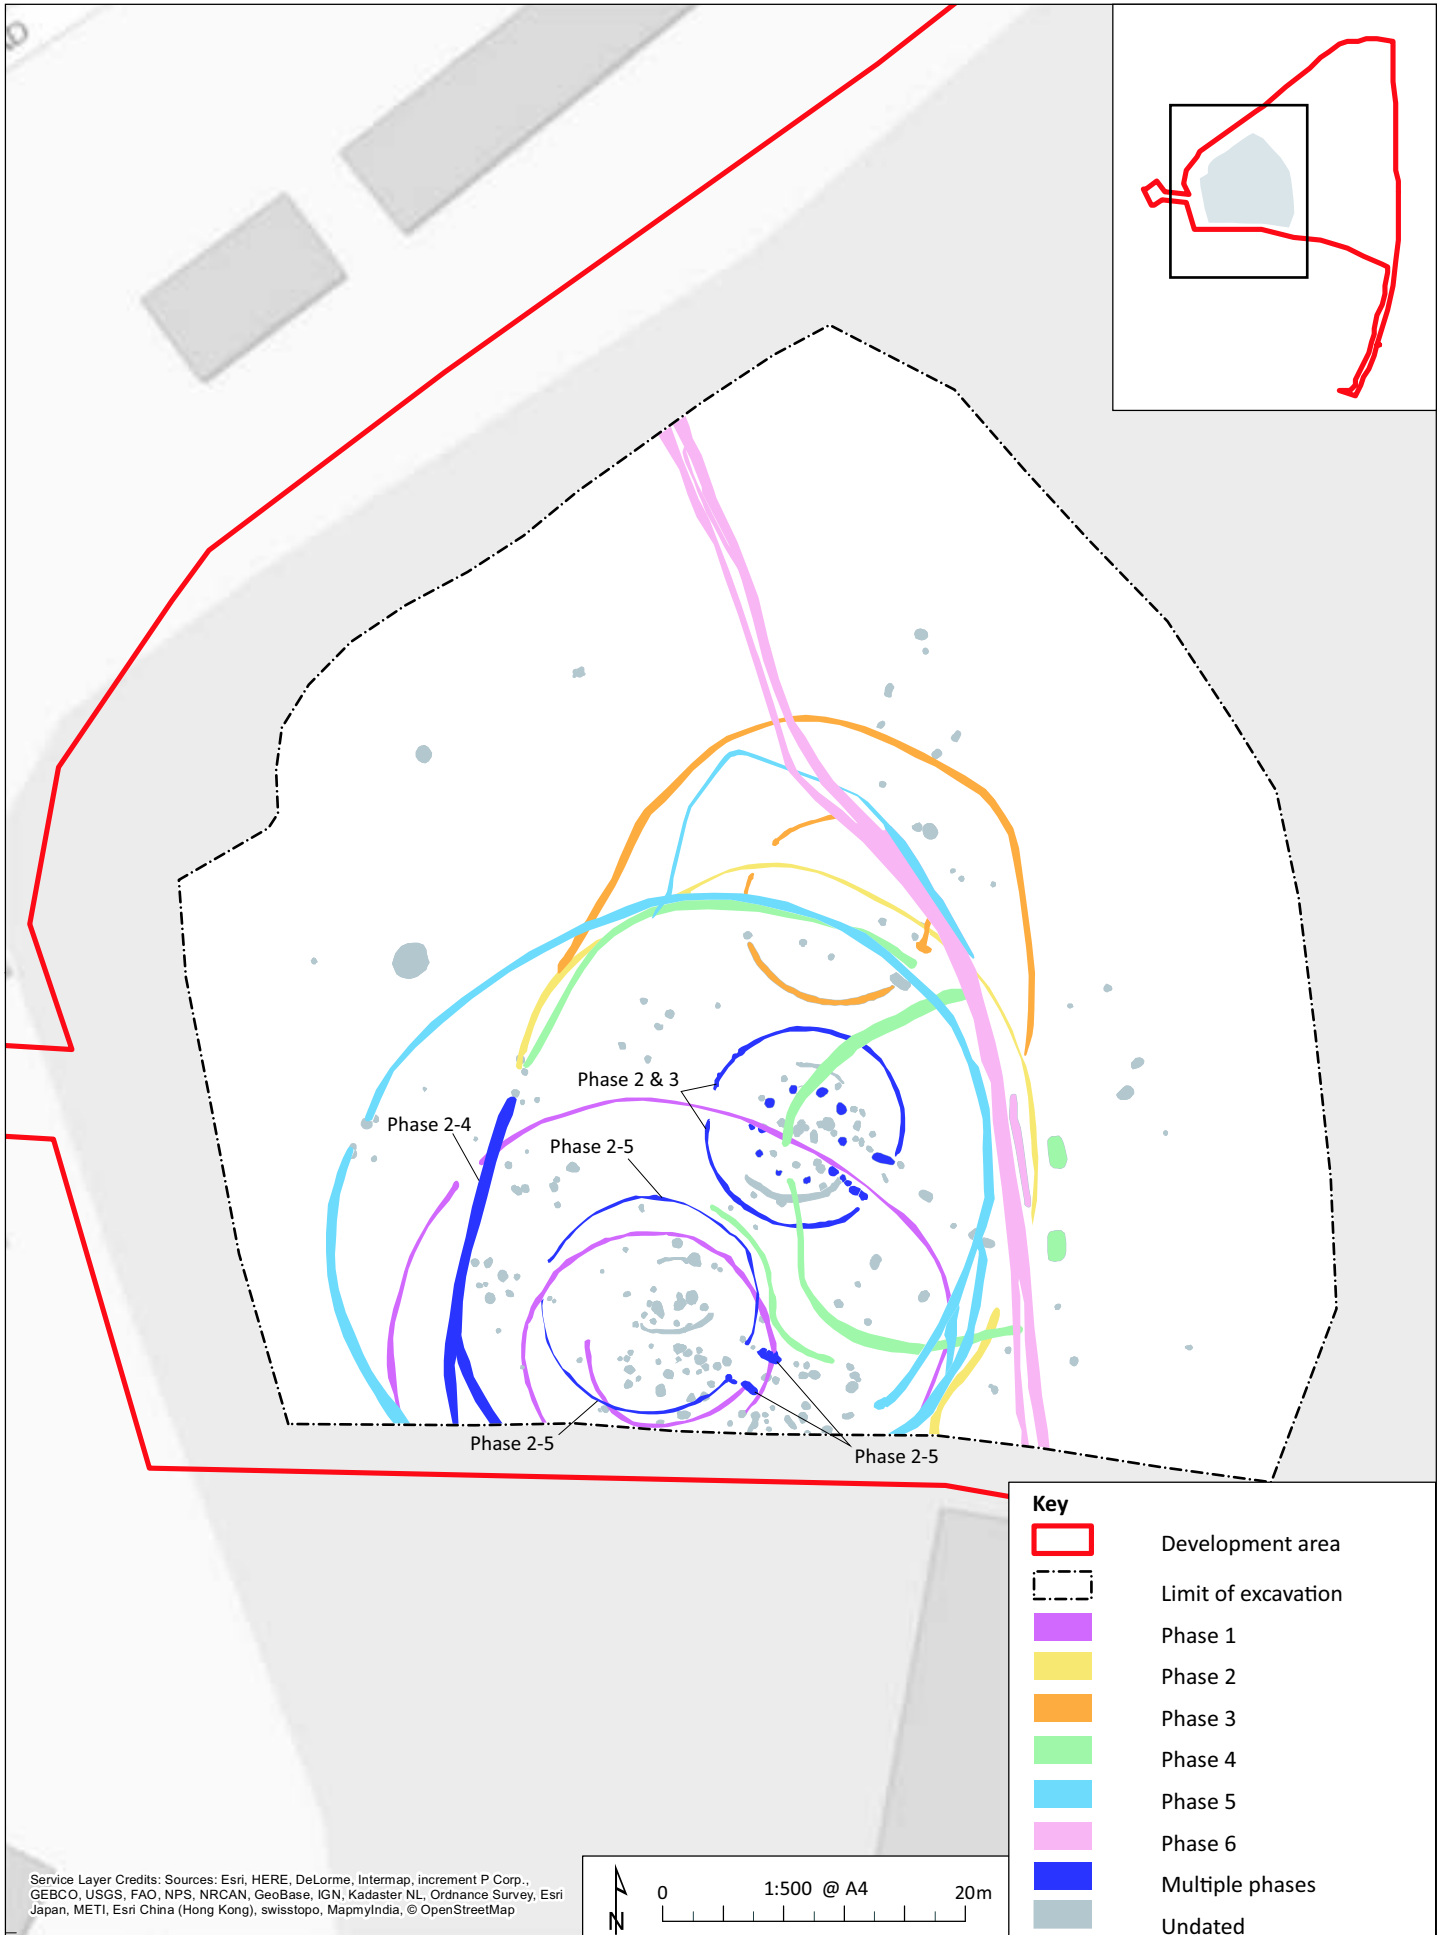 Phase 2 & 3
Phase 2-4
Phase 2-5
Phase 2-5
Phase 2-5
Key
Development area
Limit of excavation
Phase 1
Phase 2
Phase 3
Phase 4
Phase 5
Phase 6
Multiple phases
Undated
Service Layer Credits: Sources: Esri, HERE, DeLorme, Intermap, increment P Corp.,
GEBCO, USGS, FAO, NPS, NRCAN, GeoBase, IGN, Kadaster NL, Ordnance Survey, Esri
Japan, METI, Esri China (Hong Kong), swisstopo, MapmyIndia, © OpenStreetMap
N
0 1:500 @ A4 20m